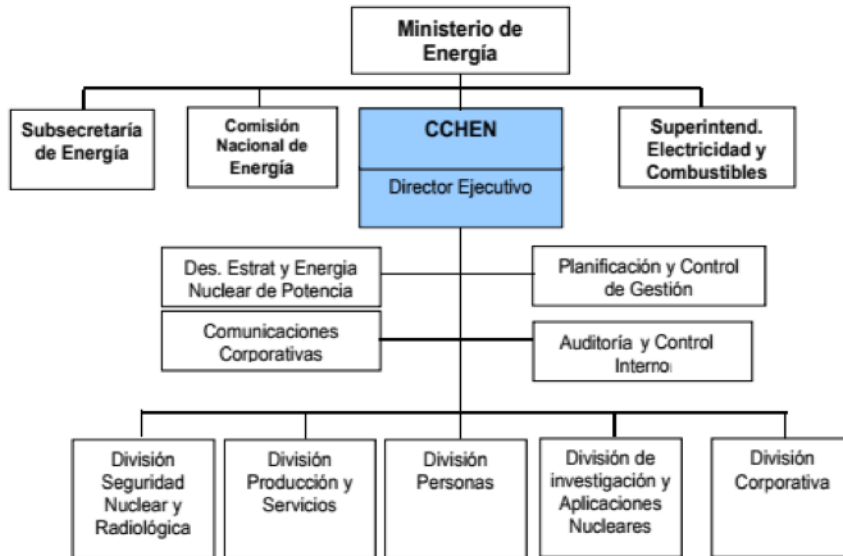 Ministerio de
Energía
Subsecretaría
de Energía
Comisión
Nacional de
Energía
CCHEN
Director Ejecutivo
Superintend.
Electricidad y
Combustibles
Des. Estrat y Energia
Nuclear de Potencia
Planificación y Control
de Gestión
Comunicaciones
Corporativas
Auditoría y Control
Interno
División
Seguridad
Nuclear y
Radiológica
División
Producción y
Servicios
División
Personas
División de
investigación y
Aplicaciones
Nucleares
División
Corporativa